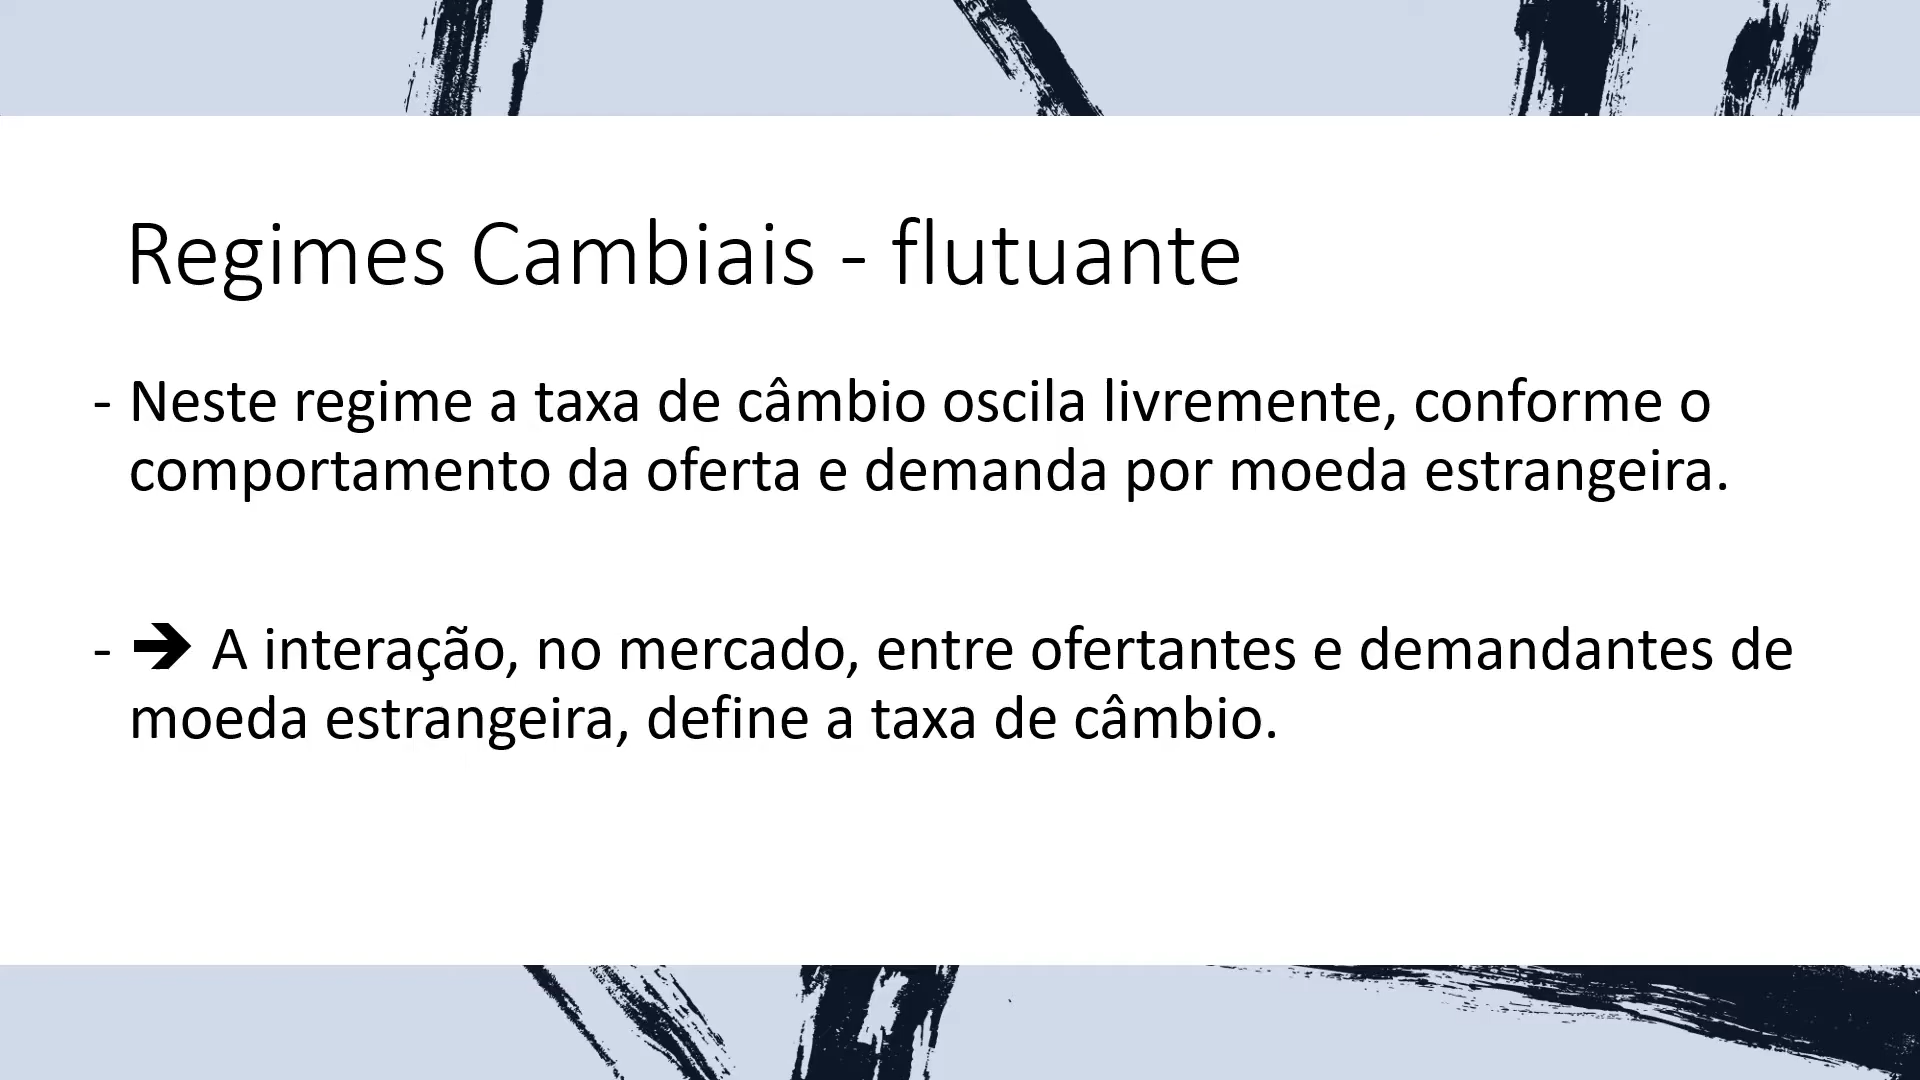 Regimes Cambiais - flutuante
- Neste regime a taxa de câmbio oscila livremente, conforme o
comportamento da oferta e demanda por moeda estrangeira.
- ➔ A interação, no mercado, entre ofertantes e demandantes de
moeda estrangeira, define a taxa de câmbio.